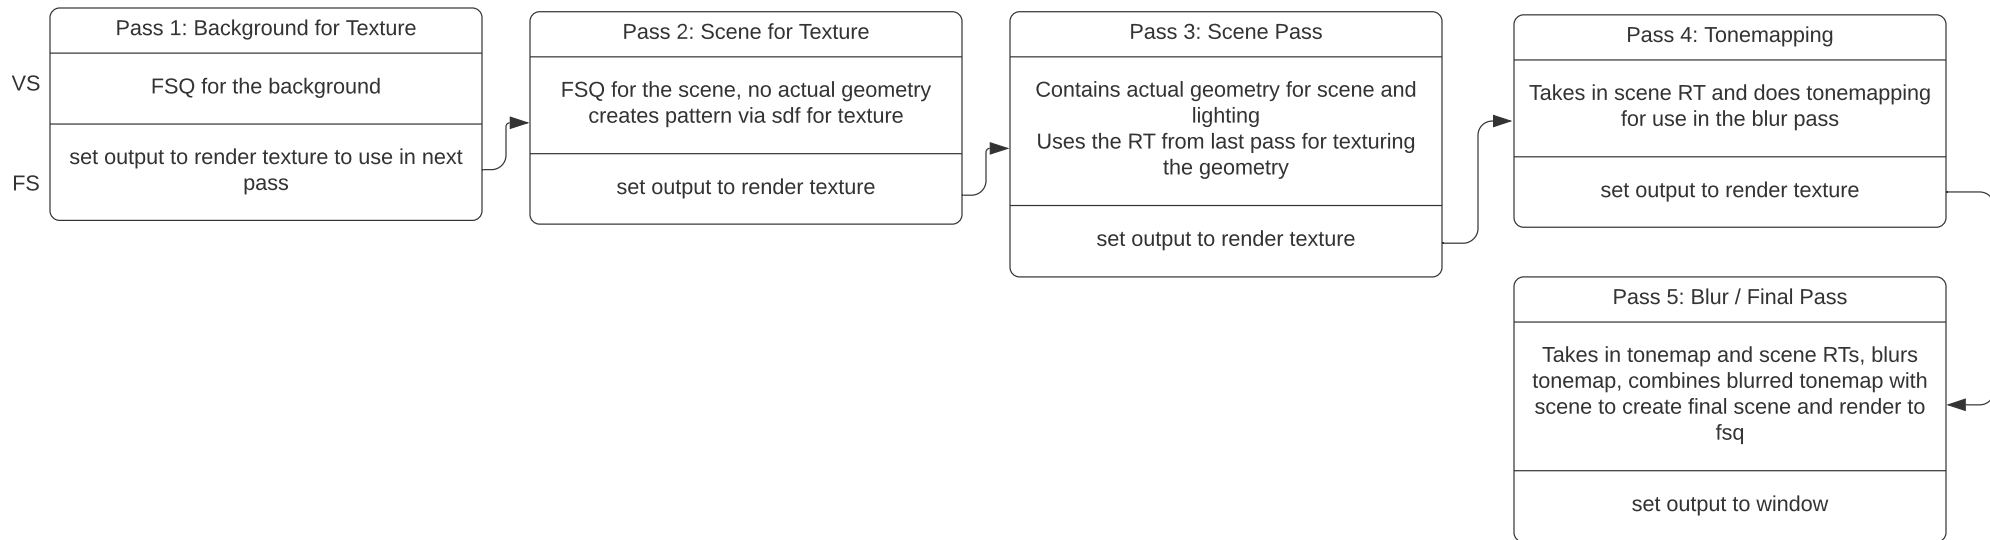 VS
FS
Pass 1: Background for Texture
FSQ for the background
set output to render texture to use in next
pass
Pass 2: Scene for Texture
FSQ for the scene, no actual geometry
creates pattern via sdf for texture
set output to render texture
Pass 3: Scene Pass
Contains actual geometry for scene and
lighting
Uses the RT from last pass for texturing
the geometry
set output to render texture
Pass 4: Tonemapping
Takes in scene RT and does tonemapping
for use in the blur pass
set output to render texture
Pass 5: Blur / Final Pass
Takes in tonemap and scene RTs, blurs
tonemap, combines blurred tonemap with
scene to create final scene and render to
fsq
set output to window